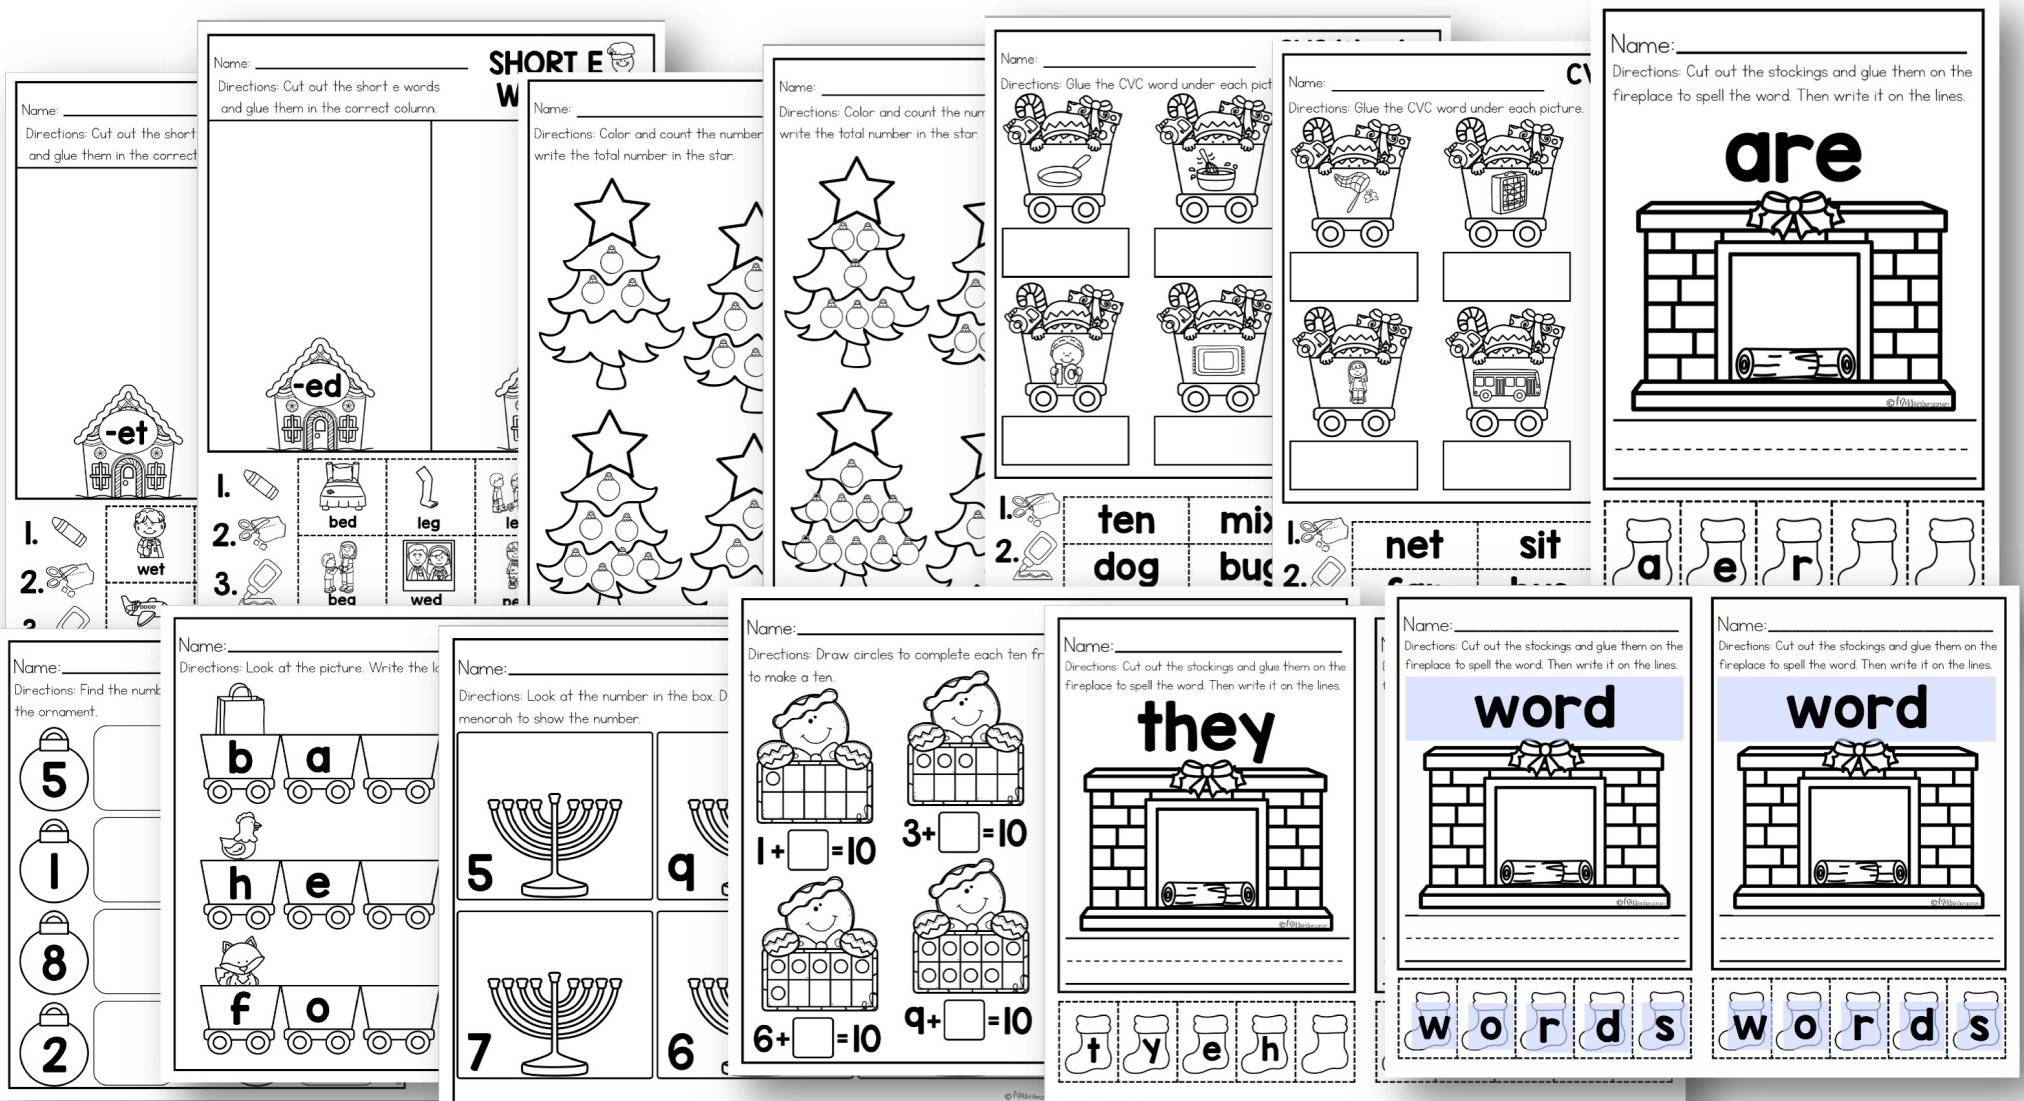 Name:
Directions: Cut out the short
and glue them in the correct
-et
1.
2.
wet
Name:
SHORT E
Directions: Cut out the short e words
and glue them in the correct column.
-ed
1.
2.
3.
bed
leg
beg
wed
Name:
Directions: Color and count the number
write the total number in the star.
Name:
Directions: Color and count the num
write the total number in the star.
Name:
Directions: Glue the CVC word under each pict
10
1.
2.
ten
mix
dog
bug
Name:
Directions: Glue the CVC word under each picture.
1.
2.
net
sit
Name:
Directions: Cut out the stockings and glue them on the
fireplace to spell the word. Then write it on the lines.
are
a e r
Name:
Directions: Find the numb
the ornament.
5
1
8
2
Name:
Directions: Look at the picture. Write the
b a
h e
f o
Name:
Directions: Look at the number in the box. D
menorah to show the number.
5
9
7
6
Name:
Directions: Draw circles to complete each ten fr
to make a ten.
1+ =10
3+ =10
6+ =10
9+ =10
Name:
Directions: Cut out the stockings and glue them on the
fireplace to spell the word. Then write it on the lines.
they
t y e h
Name:
Directions: Cut out the stockings and glue them on the
fireplace to spell the word. Then write it on the lines.
word
w o r d s
Name:
Directions: Cut out the stockings and glue them on the
fireplace to spell the word. Then write it on the lines.
word
w o r d s